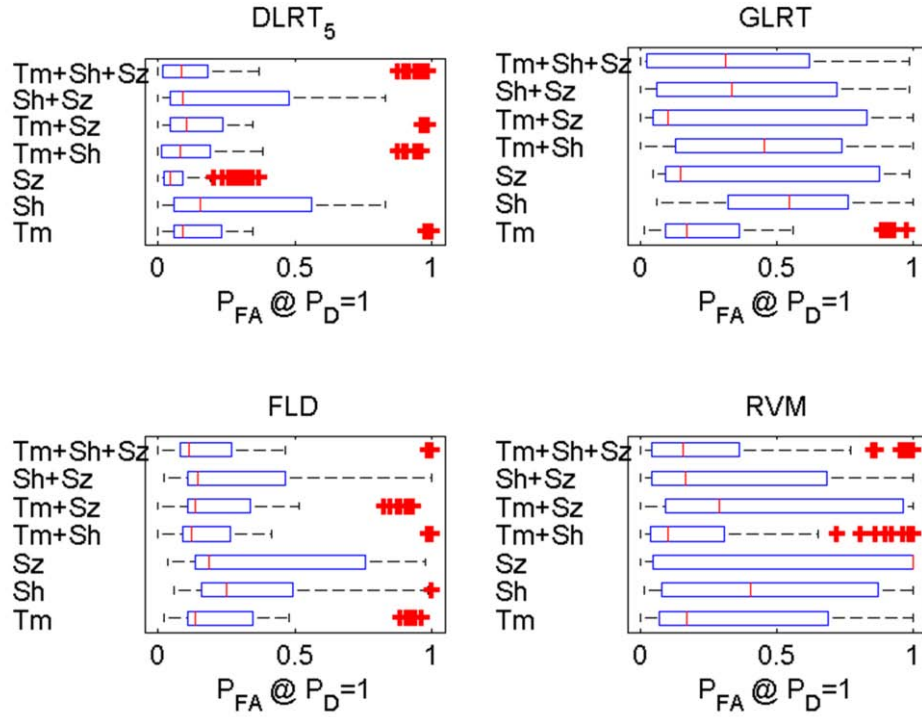 DLRT5
Tm+Sh+Sz
Sh+Sz
Tm+Sz
Tm+Sh
Sz
Sh
Tm
0 0.5 1
PFA @ PD=1
GLRT
Tm+Sh+Sz
Sh+Sz
Tm+Sz
Tm+Sh
Sz
Sh
Tm
0 0.5 1
PFA @ PD=1
FLD
Tm+Sh+Sz
Sh+Sz
Tm+Sz
Tm+Sh
Sz
Sh
Tm
0 0.5 1
PFA @ PD=1
RVM
Tm+Sh+Sz
Sh+Sz
Tm+Sz
Tm+Sh
Sz
Sh
Tm
0 0.5 1
PFA @ PD=1